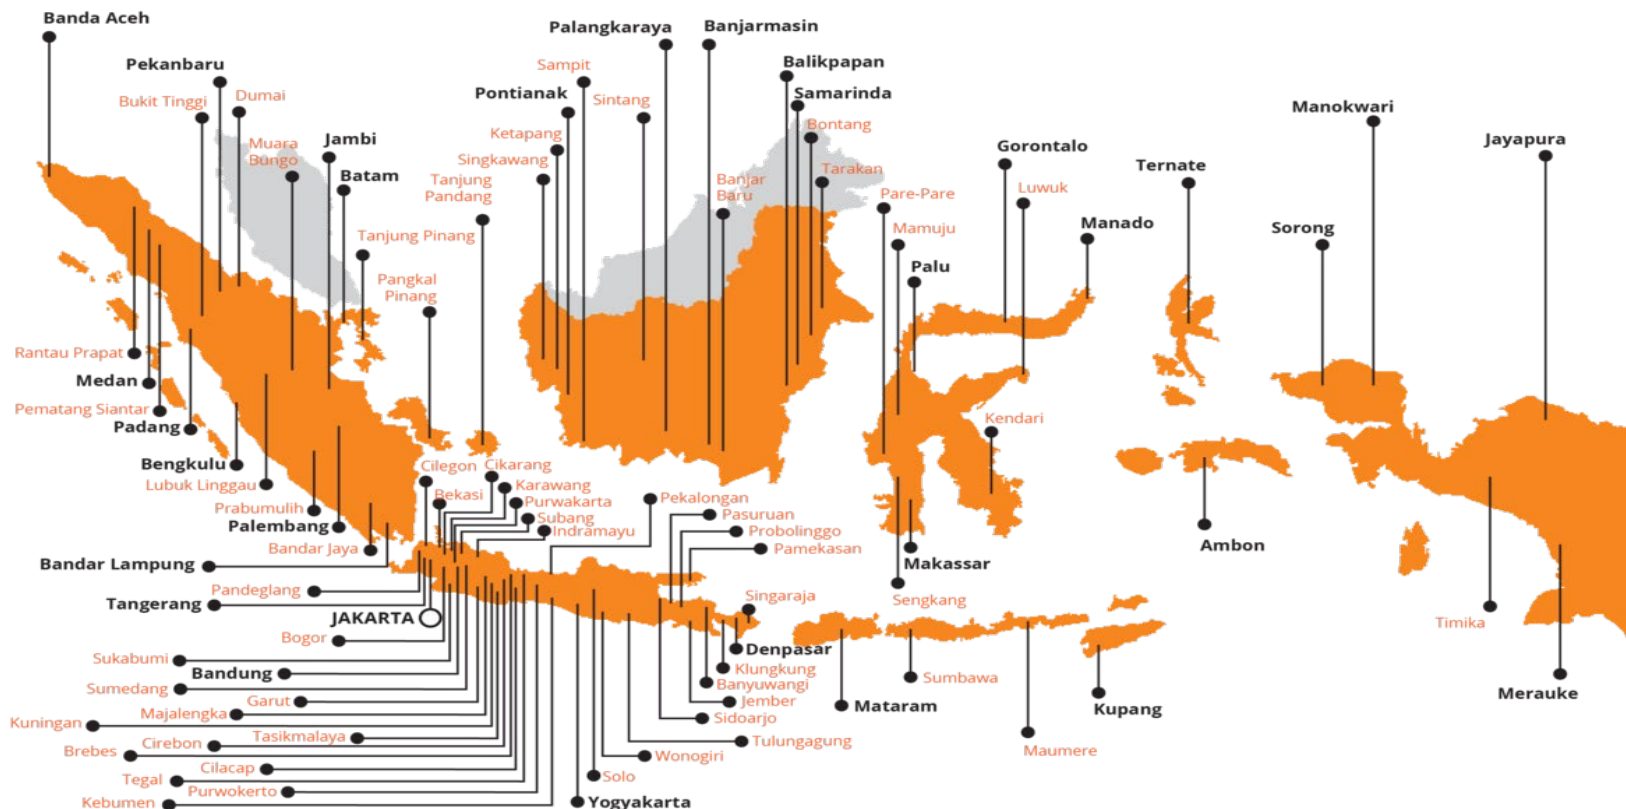 Banda Aceh
Pekanbaru
Bukit Tinggi
Dumai
Muara
Bungo
Jambi
Batam
Tanjung Pinang
Pangkal
Pinang
Tanjung
Pandang
Singkawang
Ketapang
Pontianak
Sampit
Sintang
Palangkaraya
Banjarmasin
Banjar
Baru
Balikpapan
Samarinda
Bontang
Tarakan
Pare-Pare
Mamuju
Palu
Gorontalo
Luwuk
Manado
Ternate
Sorong
Manokwari
Jayapura
Rantau Prapat
Medan
Pematang Siantar
Padang
Bengkulu
Lubuk Linggau
Prabumulih
Palembang
Bandar Jaya
Bandar Lampung
Pandeglang
Tangerang
JAKARTA
Bogor
Sukabumi
Bandung
Sumedang
Garut
Majalengka
Kuningan
Tasikmalaya
Cirebon
Brebes
Cilacap
Tegal
Purwokerto
Kebumen
Cilegon
Cikarang
Bekasi
Karawang
Purwakarta
Subang
Indramayu
Pekalongan
Pasuruan
Probolinggo
Pamekasan
Singaraja
Denpasar
Klungkung
Banyuwangi
Jember
Sidoarjo
Tulungagung
Wonogiri
Solo
Yogyakarta
Kendari
Makassar
Sengkang
Mataram
Sumbawa
Maumere
Kupang
Ambon
Timika
Merauke